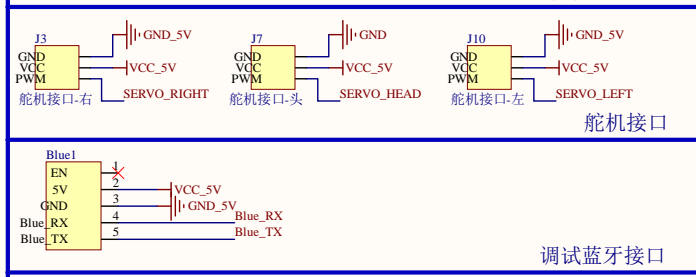 J3
GND
VCC
PWM
GND_5V
VCC_5V
SERVO_RIGHT
舵机接口-右
J7
GND
VCC
PWM
GND
VCC_5V
SERVO_HEAD
舵机接口-头
J10
GND
VCC
PWM
GND_5V
VCC_5V
SERVO_LEFT
舵机接口-左
舵机接口
Blue1
EN 1
5V 2 VCC_5V
GND 3 GND_5V
Blue_RX 4 Blue_RX
Blue_TX 5 Blue_TX
调试蓝牙接口